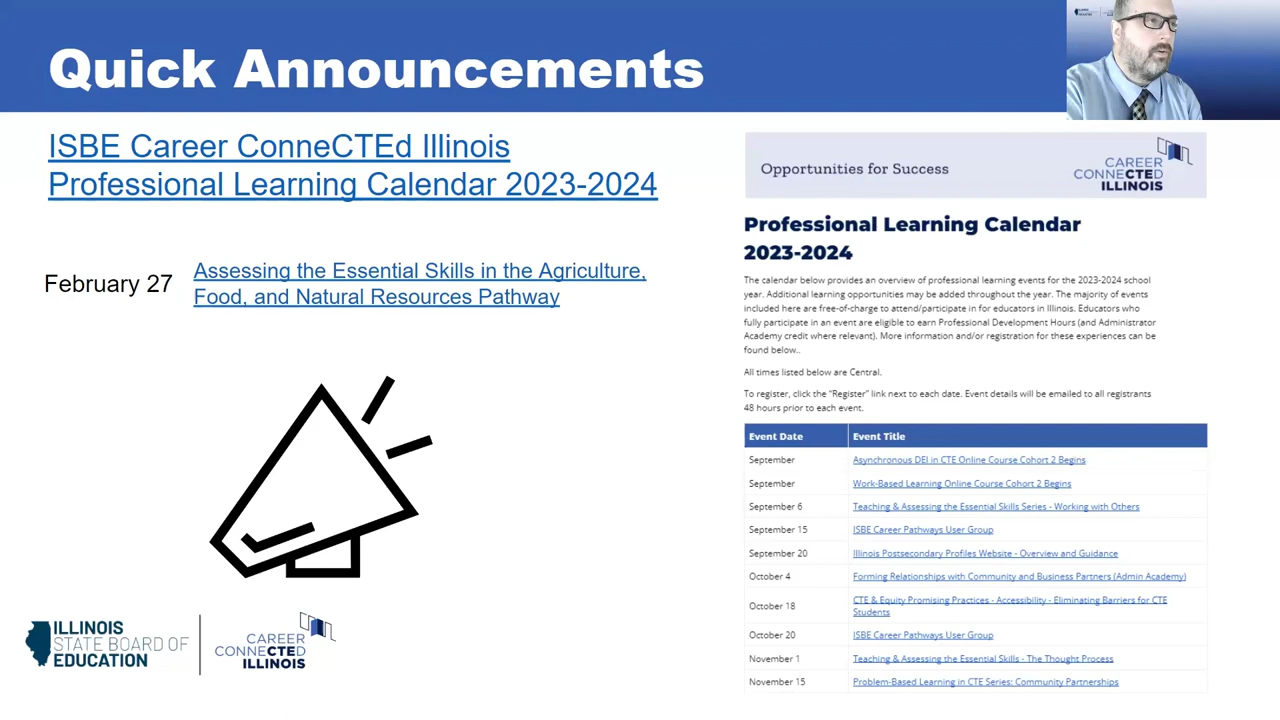 Quick Announcements
ISBE Career ConneCTEd Illinois
Professional Learning Calendar 2023-2024
February 27
Assessing the Essential Skills in the Agriculture,
Food, and Natural Resources Pathway
ILLINOIS
STATE BOARD OF
EDUCATION
CAREER
CONNECTED
ILLINOIS
Opportunities for Success
CAREER
CONNECTED
ILLINOIS
Professional Learning Calendar
2023-2024
The calendar below provides an overview of professional learning events for the 2023-2024 school
year. Additional learning opportunities may be added throughout the year. The majority of events
included here are free-of-charge to attend/participate in for educators in Illinois. Educators who
fully participate in an event are eligible to earn Professional Development Hours (and Administrator
Academy credit where relevant). More information and/or registration for these experiences can be
found below..
All times listed below are Central.
To register, click the “Register” link next to each date. Event details will be emailed to all registrants
48 hours prior to each event.
Event Date Event Title
September Asynchronous DEI in CTE Online Course Cohort 2 Begins
September Work-Based Learning Online Course Cohort 2 Begins
September 6 Teaching & Assessing the Essential Skills Series - Working with Others
September 15 ISBE Career Pathways User Group
September 20 Illinois Postsecondary Profiles Website - Overview and Guidance
October 4 Forming Relationships with Community and Business Partners (Admin Academy)
October 18 CTE & Equity Promising Practices - Accessibility - Eliminating Barriers for CTE
Students
October 20 ISBE Career Pathways User Group
November 1 Teaching & Assessing the Essential Skills - The Thought Process
November 15 Problem-Based Learning in CTE Series: Community Partnerships